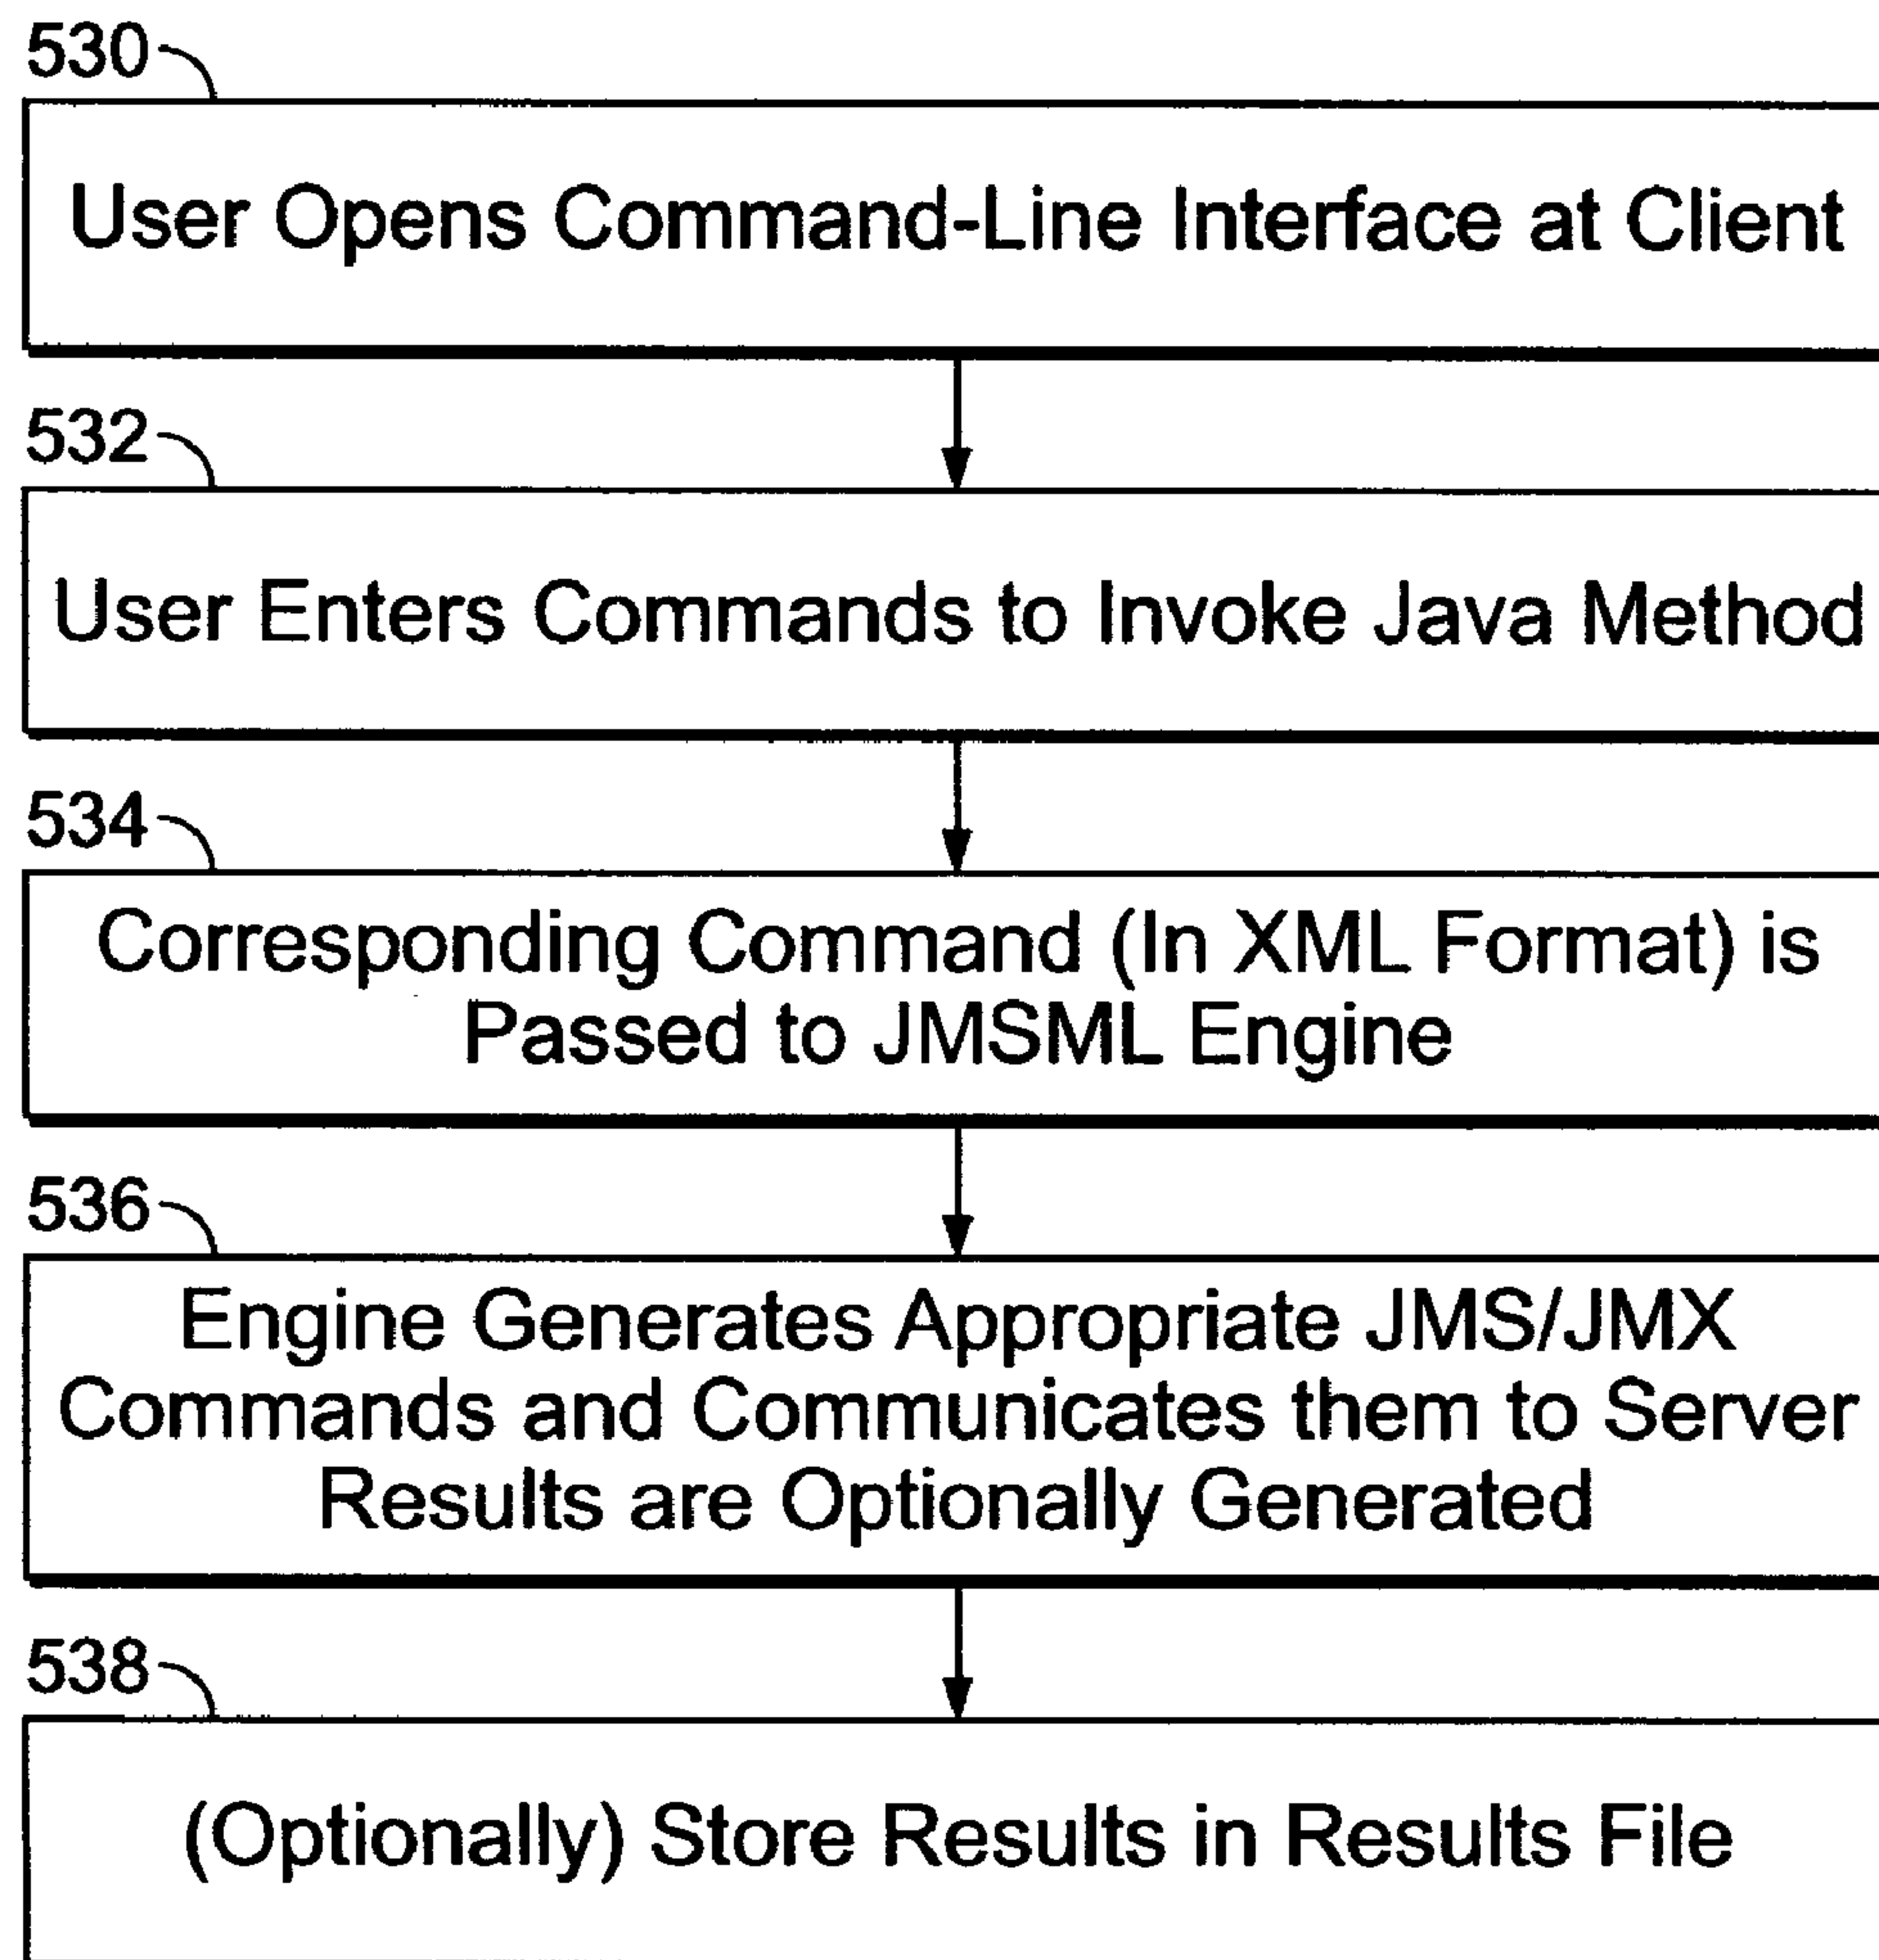 530
User Opens Command-Line Interface at Client
532
User Enters Commands to Invoke Java Method
534
Corresponding Command (In XML Format) is
Passed to JMSML Engine
536
Engine Generates Appropriate JMS/JMX
Commands and Communicates them to Server
Results are Optionally Generated
538
(Optionally) Store Results in Results File